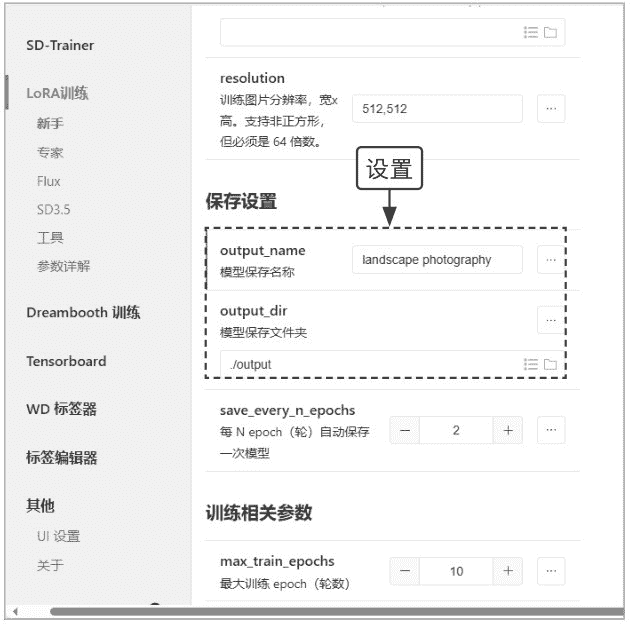 SD-Trainer
LoRA训练
新手
专家
Flux
SD3.5
工具
参数详解
Dreambooth 训练
Tensorboard
WD 标签器
标签编辑器
其他
UI 设置
关于
resolution
训练图片分辨率，宽x
高。支持非正方形，
但必须是 64 倍数。
512,512
...
设置
保存设置
output_name
模型保存名称
landscape photography
...
output_dir
模型保存文件夹
...
./output
save_every_n_epochs
每 N epoch（轮）自动保存
一次模型
− 2 +
...
训练相关参数
max_train_epochs
最大训练 epoch（轮数）
− 10 +
...